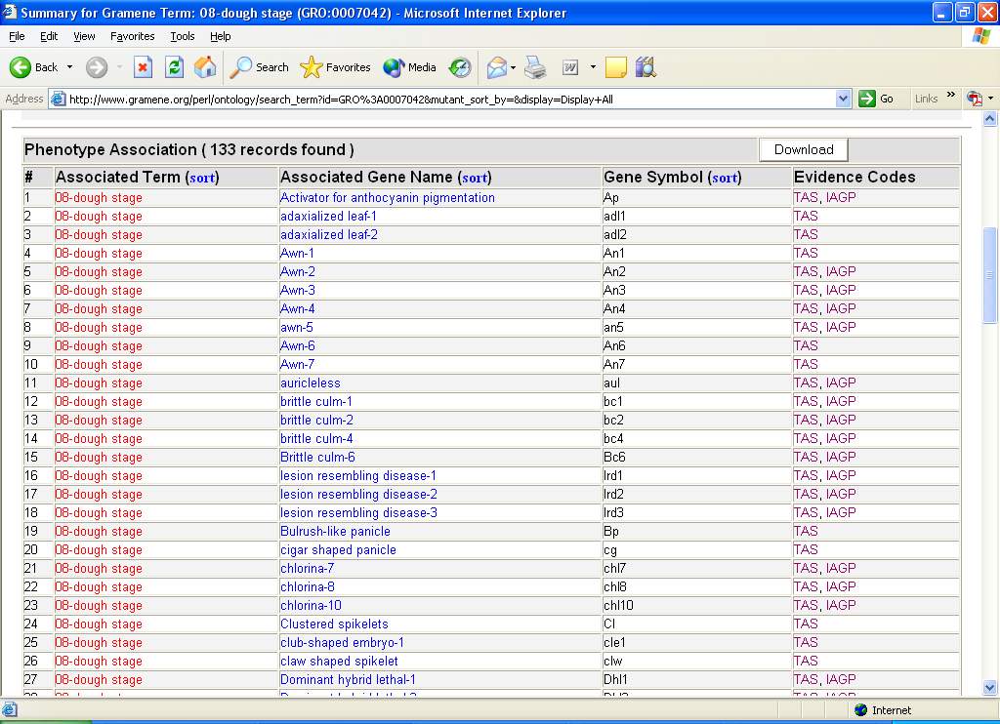 Summary for Gramene Term: 08-dough stage (GRO:0007042) - Microsoft Internet Explorer
File Edit View Favorites Tools Help
Back Search Favorites Media
Address http://www.gramene.org/perl/ontology/search_term?id=GRO%3A0007042&mutant_sort_by=&display=Display+All Go Links »
Phenotype Association ( 133 records found ) Download
# Associated Term (sort) Associated Gene Name (sort) Gene Symbol (sort) Evidence Codes
1 08-dough stage Activator for anthocyanin pigmentation Ap TAS, IAGP
2 08-dough stage adaxialized leaf-1 adl1 TAS
3 08-dough stage adaxialized leaf-2 adl2 TAS
4 08-dough stage Awn-1 An1 TAS
5 08-dough stage Awn-2 An2 TAS, IAGP
6 08-dough stage Awn-3 An3 TAS, IAGP
7 08-dough stage Awn-4 An4 TAS, IAGP
8 08-dough stage awn-5 an5 TAS, IAGP
9 08-dough stage Awn-6 An6 TAS
10 08-dough stage Awn-7 An7 TAS
11 08-dough stage auricleless aul TAS, IAGP
12 08-dough stage brittle culm-1 bc1 TAS, IAGP
13 08-dough stage brittle culm-2 bc2 TAS, IAGP
14 08-dough stage brittle culm-4 bc4 TAS, IAGP
15 08-dough stage Brittle culm-6 Bc6 TAS, IAGP
16 08-dough stage lesion resembling disease-1 lrd1 TAS, IAGP
17 08-dough stage lesion resembling disease-2 lrd2 TAS, IAGP
18 08-dough stage lesion resembling disease-3 lrd3 TAS, IAGP
19 08-dough stage Bulrush-like panicle Bp TAS
20 08-dough stage cigar shaped panicle cg TAS
21 08-dough stage chlorina-7 chl7 TAS, IAGP
22 08-dough stage chlorina-8 chl8 TAS, IAGP
23 08-dough stage chlorina-10 chl10 TAS, IAGP
24 08-dough stage Clustered spikelets Cl TAS
25 08-dough stage club-shaped embryo-1 cle1 TAS
26 08-dough stage claw shaped spikelet clw TAS
27 08-dough stage Dominant hybrid lethal-1 Dhl1 TAS, IAGP
Internet